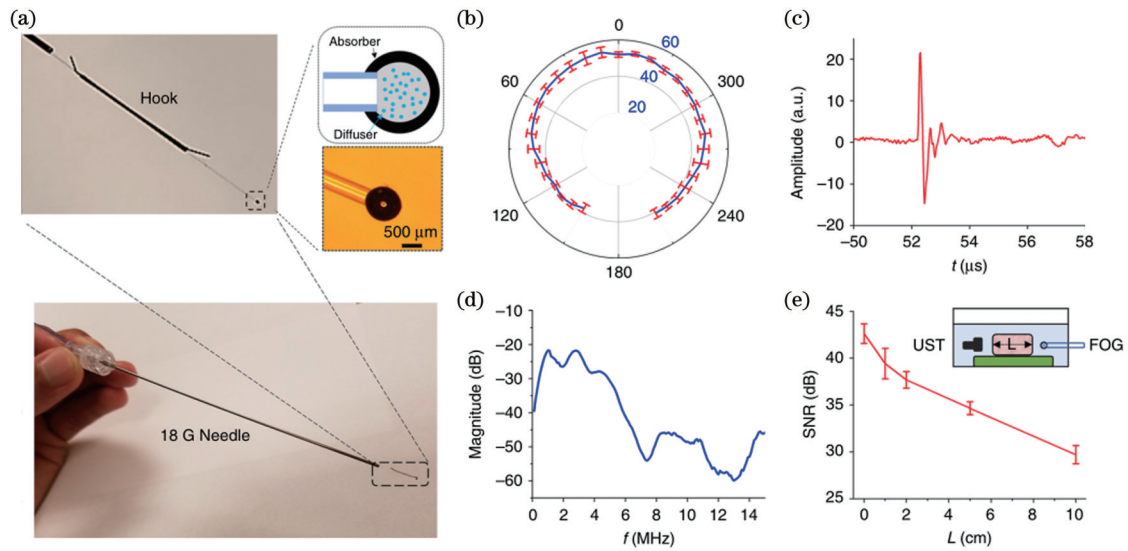 (a)
Hook
Absorber
Diffuser
500 μm
18 G Needle
(b)
0
60
300
60
40
20
120
240
180
(c)
Amplitude (a.u.)
20
10
0
−10
−20
−50
52
54
56
58
t (μs)
(d)
Magnitude (dB)
−10
−20
−30
−40
−50
−60
0
2
4
6
8
10
12
14
f (MHz)
(e)
SNR (dB)
45
40
35
30
25
0
2
4
6
8
10
L (cm)
UST
L
FOG